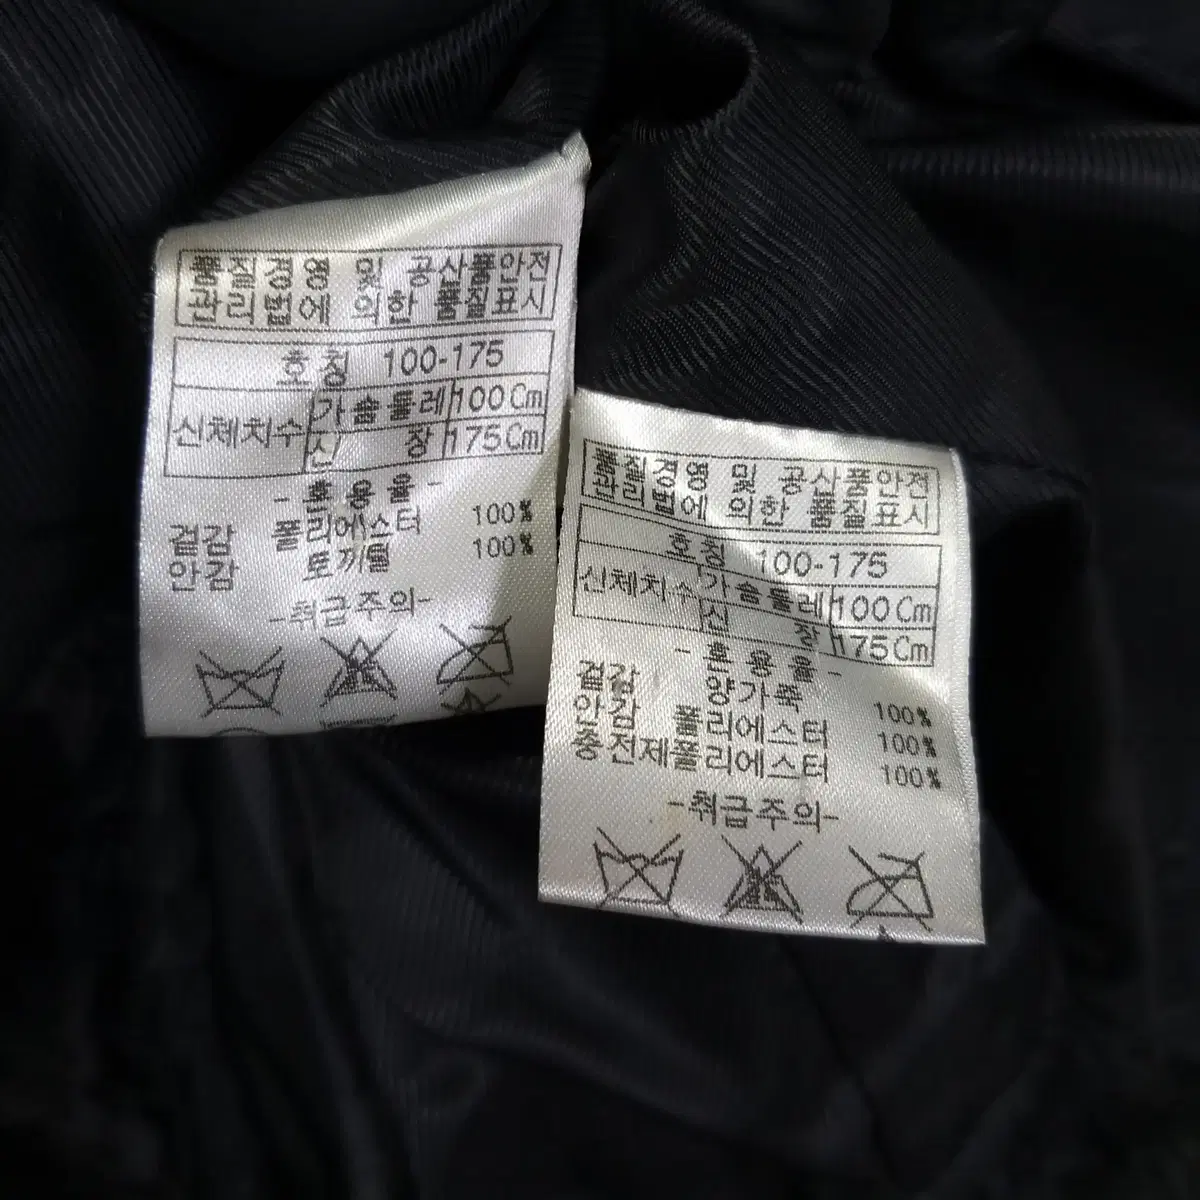 품질경영 및 공산품안전
관리법에 의한 품질표시
호칭 100-175
신체치수 가슴둘레 100Cm
신장 175Cm
-혼용율-
겉감 폴리에스터 100%
안감 토끼털 100%
-취급주의-
품질경영 및 공산품안전
관리법에 의한 품질표시
호칭 100-175
신체치수 가슴둘레 100Cm
신장 175Cm
-혼용율-
겉감 양가죽 100%
안감 폴리에스터 100%
충전제폴리에스터 100%
-취급주의-